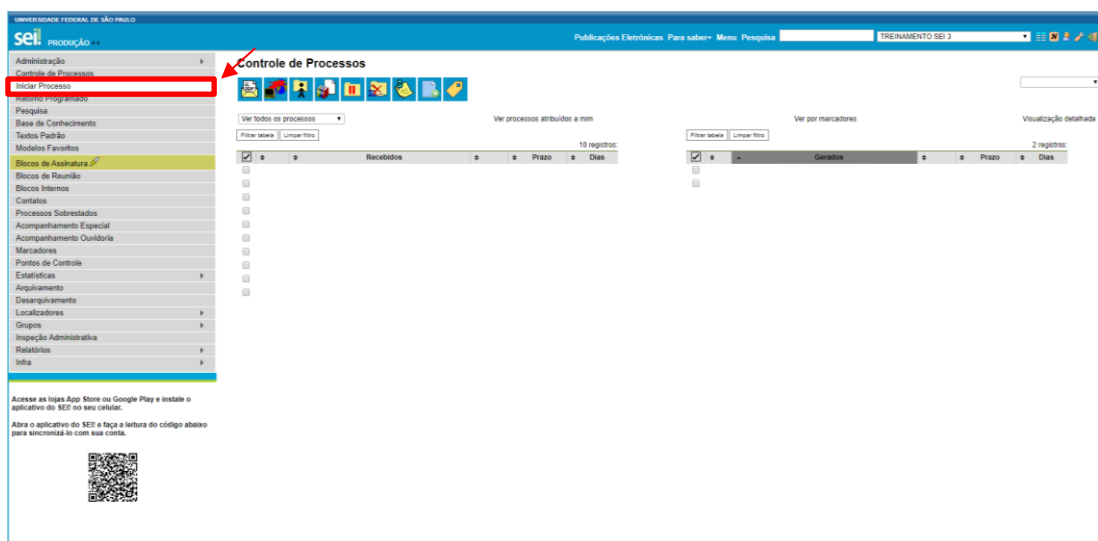 UNIVERSIDADE FEDERAL DE SÃO PAULO
sei! PRODUÇÃO ++
Publicações Eletrônicas Para saber+ Menu Pesquisa TREINAMENTO SEI 3
Administração
Controle de Processos
Iniciar Processo
Retorno Programado
Pesquisa
Base de Conhecimento
Textos Padrão
Modelos Favoritos
Blocos de Assinatura
Blocos de Reunião
Blocos Internos
Contatos
Processos Sobrestados
Acompanhamento Especial
Acompanhamento Ouvidoria
Marcadores
Pontos de Controle
Estatísticas
Arquivamento
Desarquivamento
Localizadores
Grupos
Inspeção Administrativa
Relatórios
Infra
Acesse as lojas App Store ou Google Play e instale o
aplicativo do SEI! no seu celular.
Abra o aplicativo do SEI! e faça a leitura do código abaixo
para sincronizá-lo com sua conta.
Controle de Processos
Ver todos os processos Ver processos atribuídos a mim Ver por marcadores Visualização detalhada
Filtrar tabela Limpar filtro
10 registros:
Recebidos Prazo Dias
Filtrar tabela Limpar filtro
2 registros:
Gerados Prazo Dias